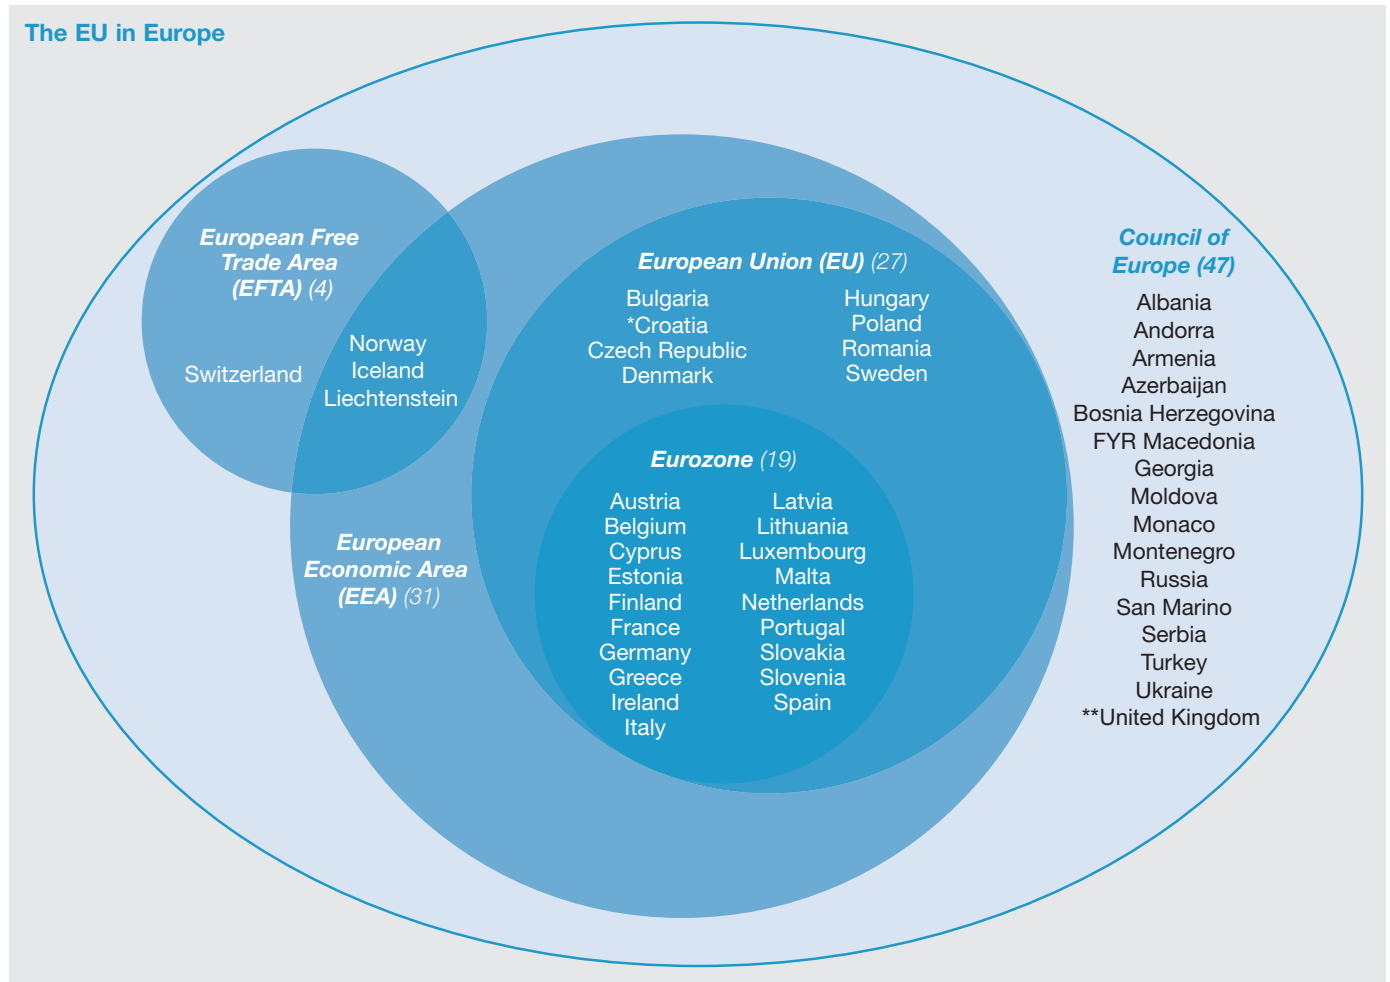 The EU in Europe
European Free
Trade Area
(EFTA) (4)
Switzerland
Norway
Iceland
Liechtenstein
European
Economic Area
(EEA) (31)
European Union (EU) (27)
Bulgaria
*Croatia
Czech Republic
Denmark
Hungary
Poland
Romania
Sweden
Eurozone (19)
Austria
Belgium
Cyprus
Estonia
Finland
France
Germany
Greece
Ireland
Italy
Latvia
Lithuania
Luxembourg
Malta
Netherlands
Portugal
Slovakia
Slovenia
Spain
Council of
Europe (47)
Albania
Andorra
Armenia
Azerbaijan
Bosnia Herzegovina
FYR Macedonia
Georgia
Moldova
Monaco
Montenegro
Russia
San Marino
Serbia
Turkey
Ukraine
**United Kingdom